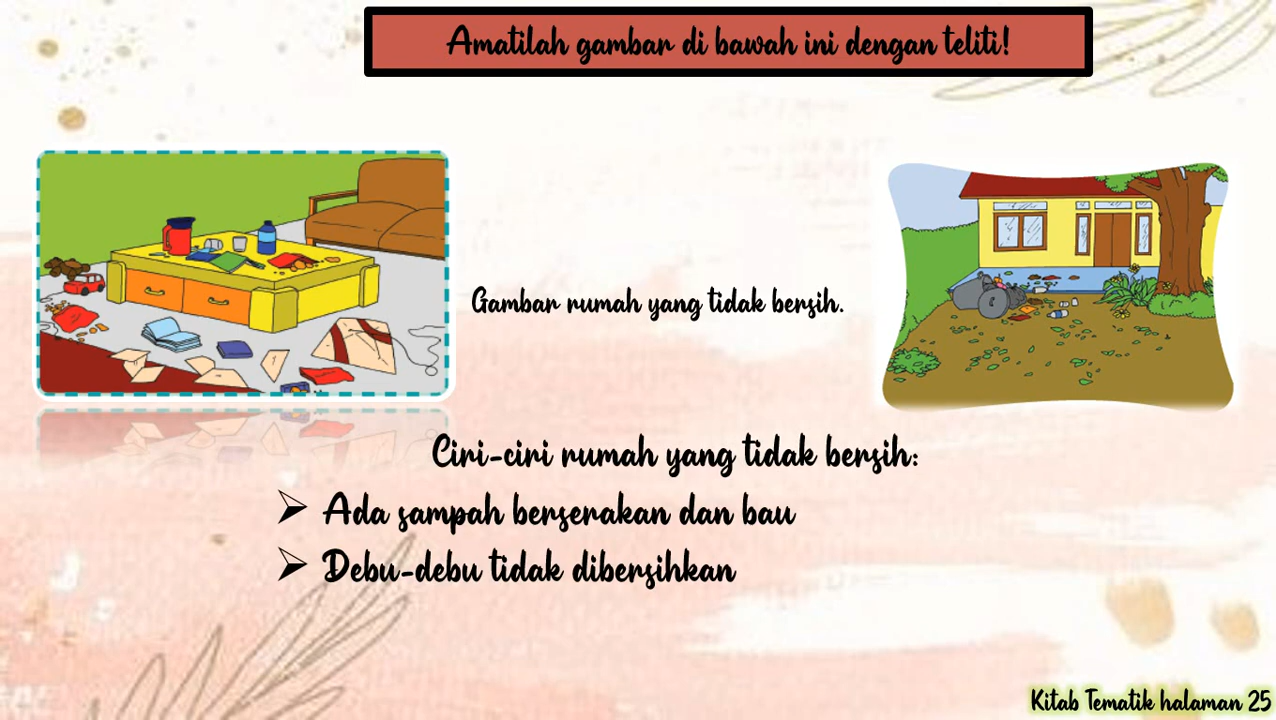 Amatilah gambar di bawah ini dengan teliti!
Gambar rumah yang tidak bersih.
Ciri-ciri rumah yang tidak bersih:
➢ Ada sampah berserakan dan bau
➢ Debu-debu tidak dibersihkan
Kitab Tematik halaman 25